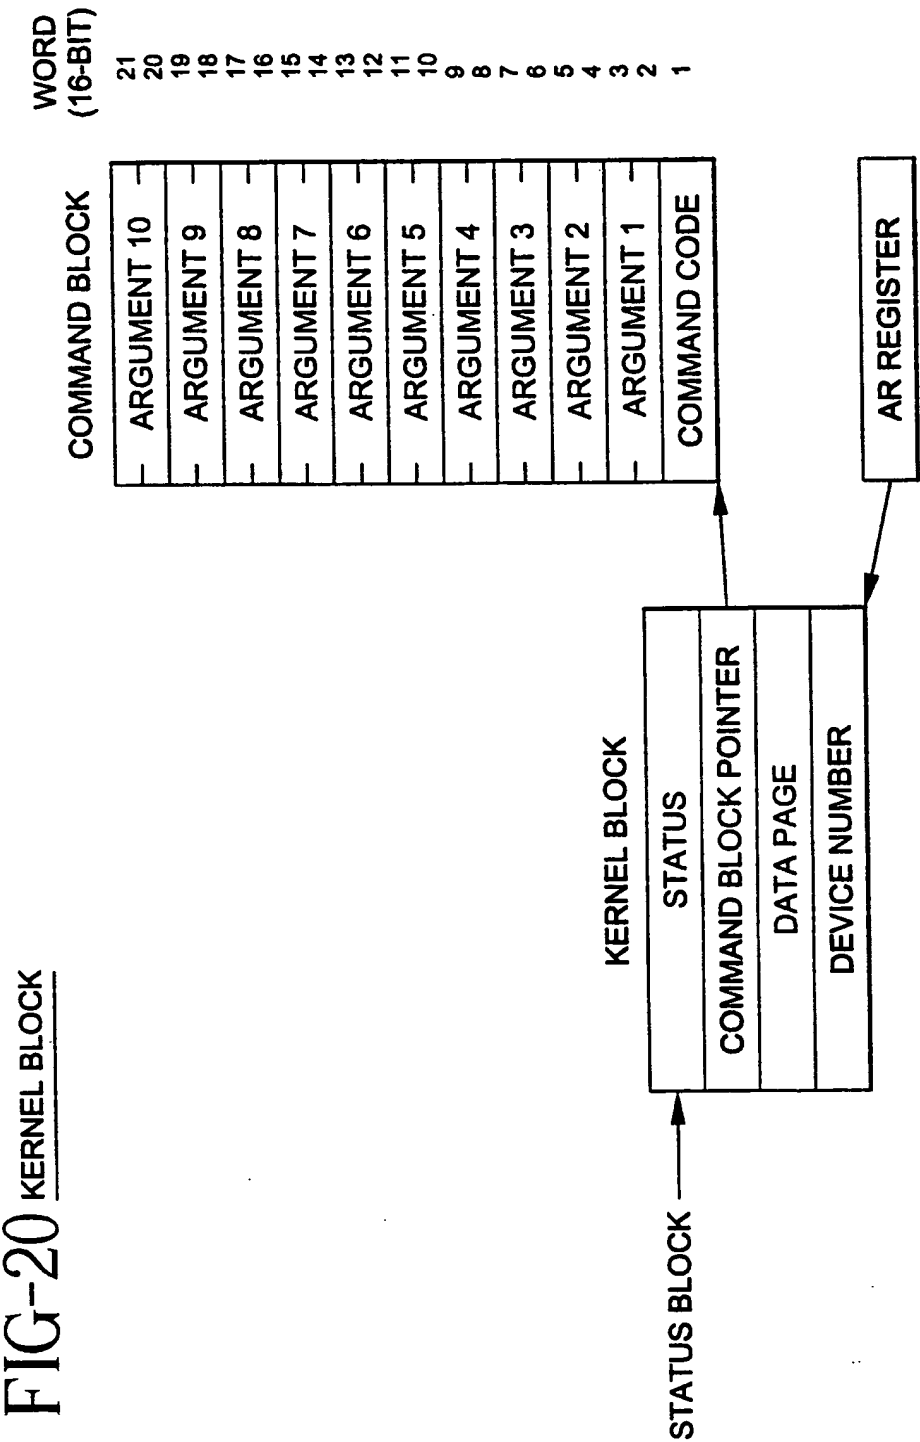 FIG-20 KERNEL BLOCK
COMMAND BLOCK
WORD
(16-BIT)
ARGUMENT 10
21
20
ARGUMENT 9
19
18
ARGUMENT 8
17
16
ARGUMENT 7
15
14
ARGUMENT 6
13
12
ARGUMENT 5
11
10
ARGUMENT 4
9
8
ARGUMENT 3
7
6
ARGUMENT 2
5
4
ARGUMENT 1
3
2
COMMAND CODE
1
KERNEL BLOCK
STATUS BLOCK
STATUS
COMMAND BLOCK POINTER
DATA PAGE
DEVICE NUMBER
AR REGISTER